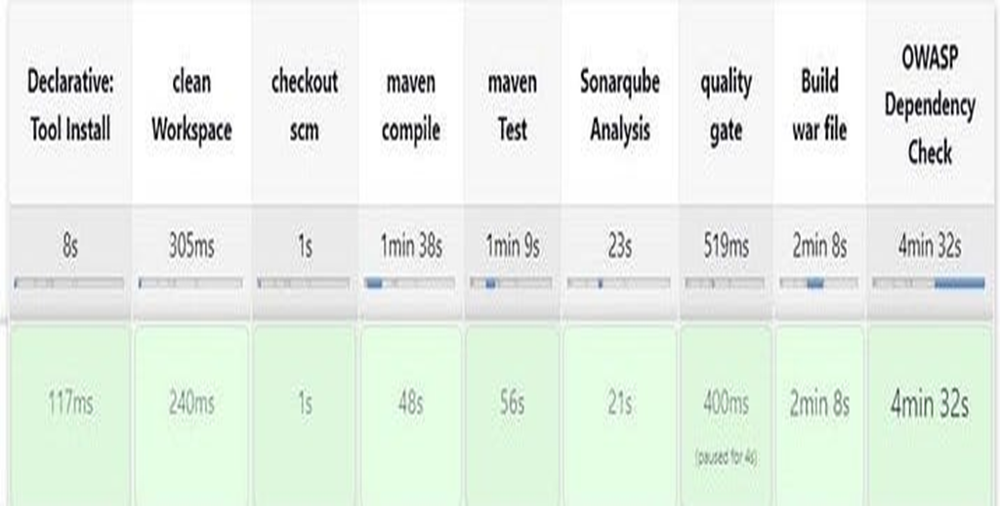 Declarative:
Tool Install
clean
Workspace
checkout
scm
maven
compile
maven
Test
Sonarqube
Analysis
quality
gate
Build
war file
OWASP
Dependency
Check
8s
305ms
1s
1min 38s
1min 9s
23s
519ms
2min 8s
4min 32s
117ms
240ms
1s
48s
56s
21s
400ms
(paused for 4s)
2min 8s
4min 32s